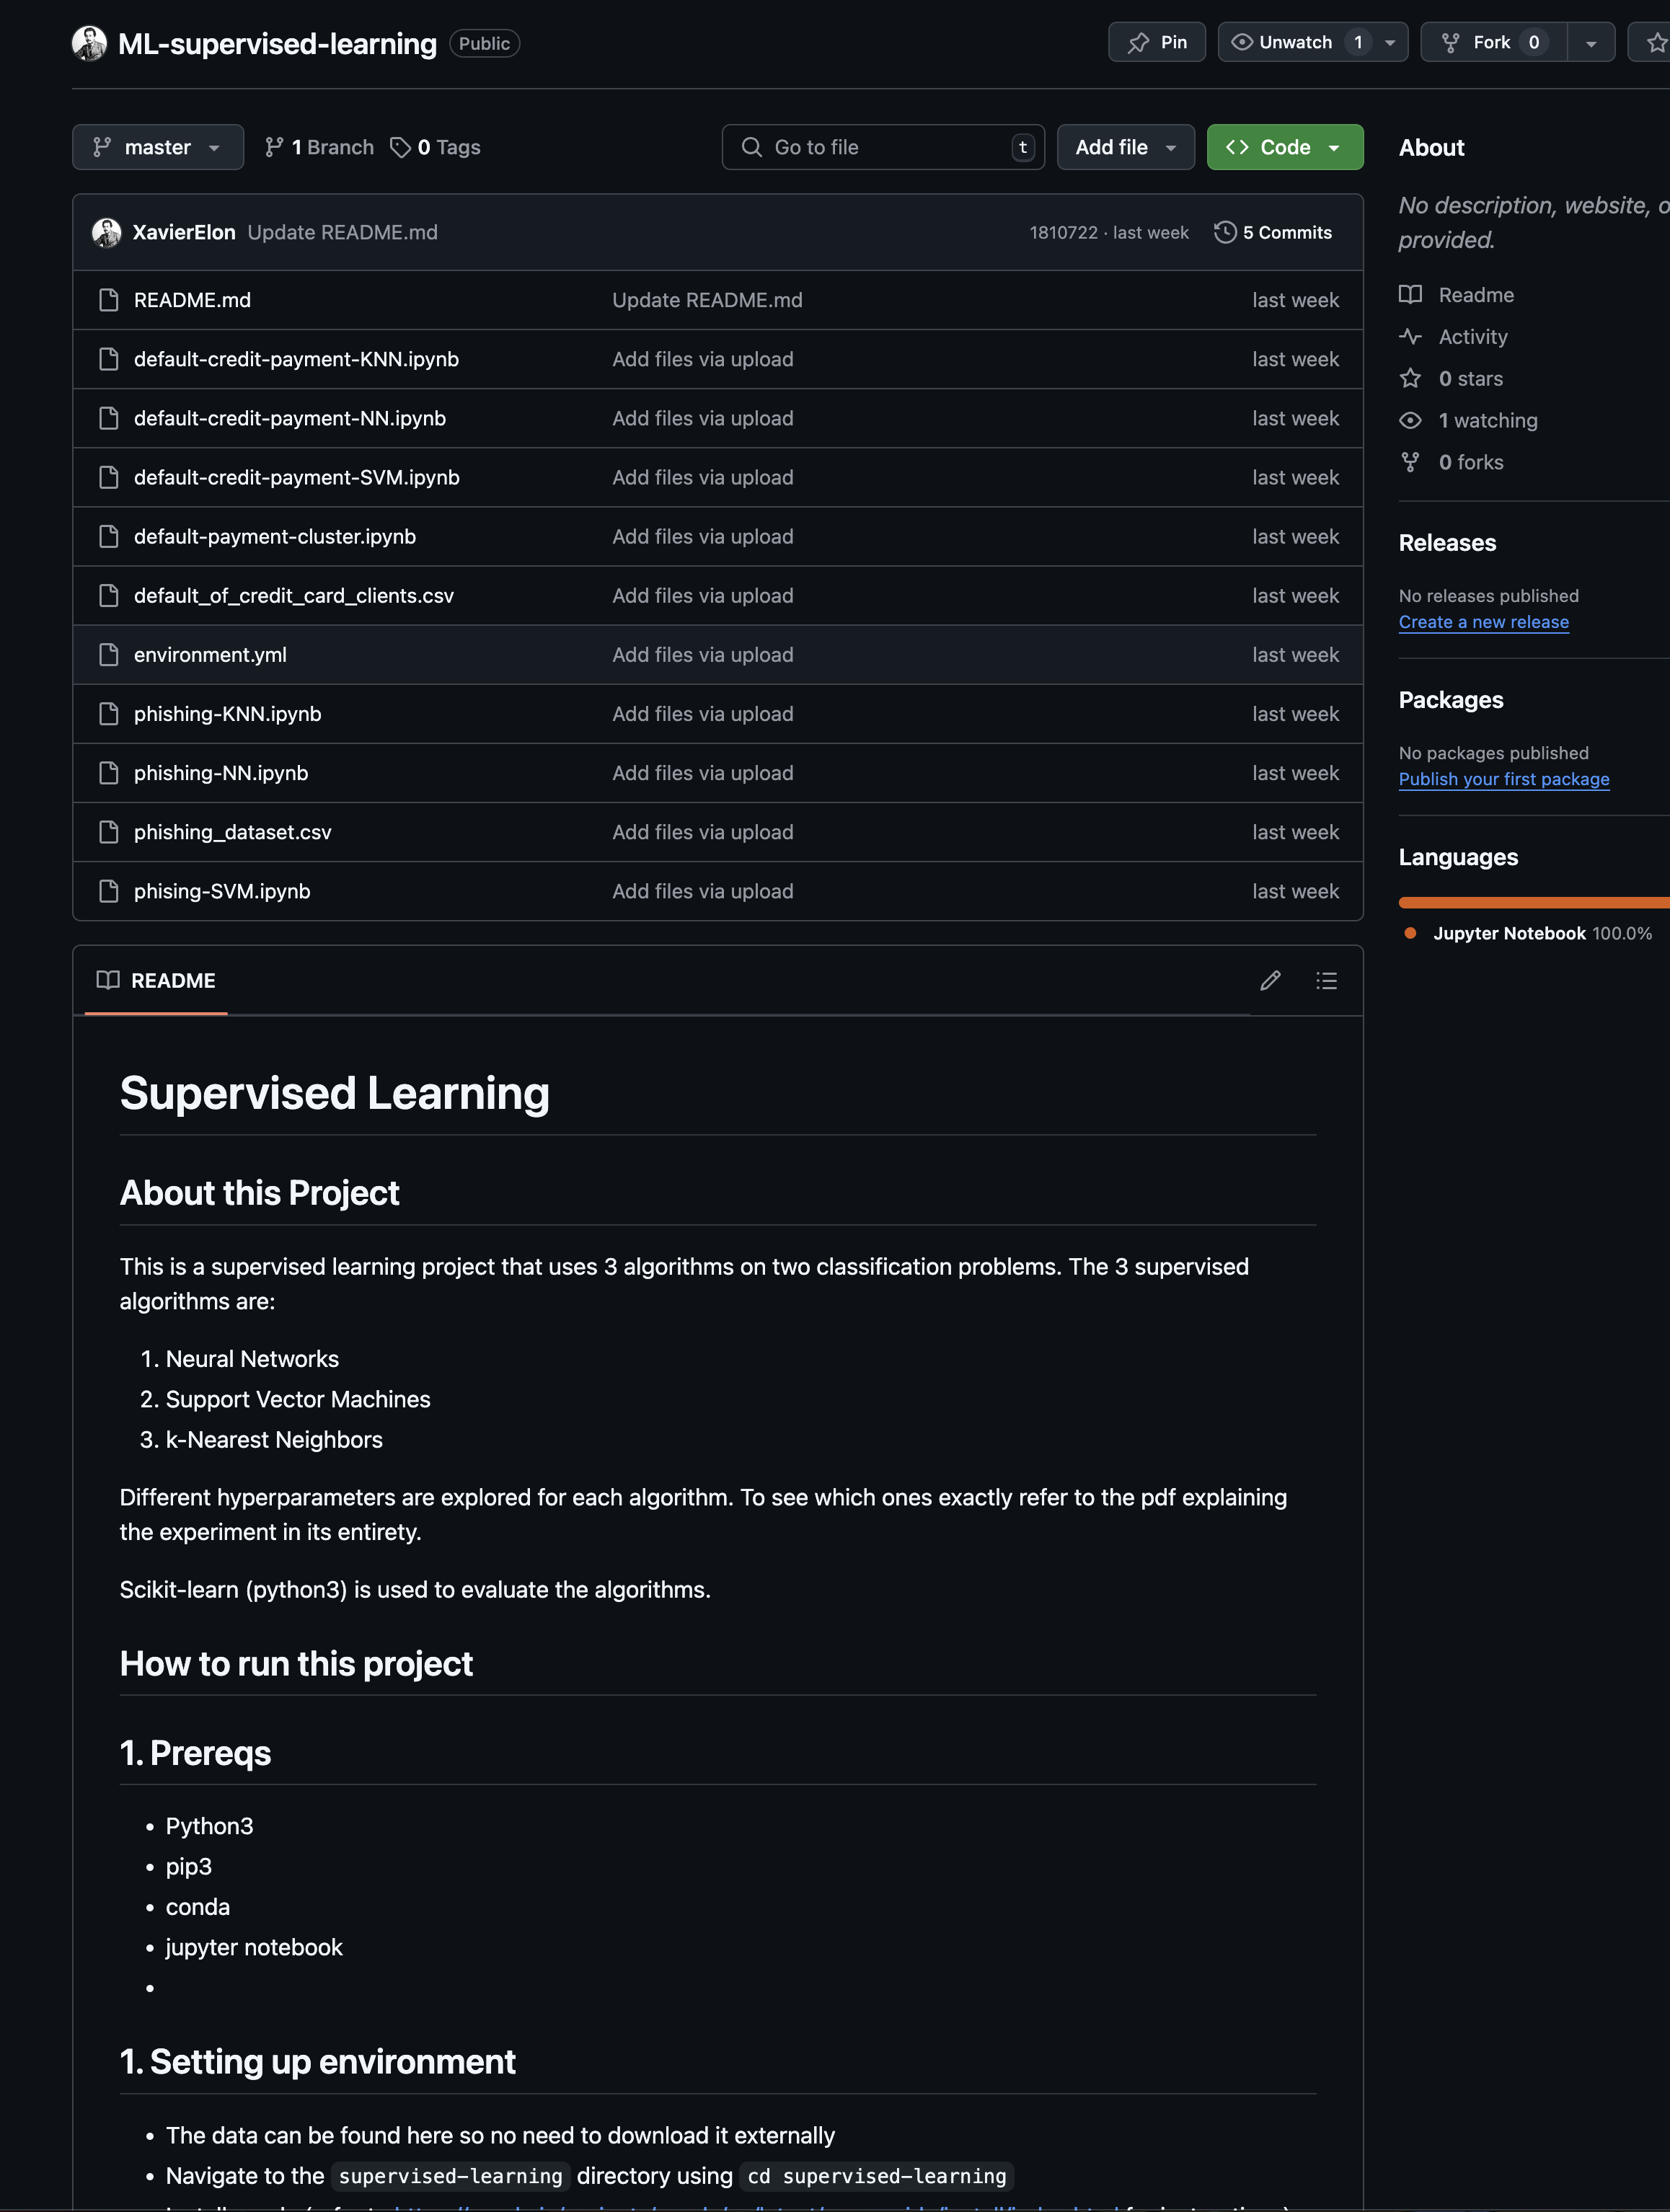 ML-supervised-learning Public Pin Unwatch 1 Fork 0
master 1 Branch 0 Tags Go to file t Add file Code
XavierElon Update README.md 1810722 · last week 5 Commits
README.md Update README.md last week
default-credit-payment-KNN.ipynb Add files via upload last week
default-credit-payment-NN.ipynb Add files via upload last week
default-credit-payment-SVM.ipynb Add files via upload last week
default-payment-cluster.ipynb Add files via upload last week
default_of_credit_card_clients.csv Add files via upload last week
environment.yml Add files via upload last week
phishing-KNN.ipynb Add files via upload last week
phishing-NN.ipynb Add files via upload last week
phishing_dataset.csv Add files via upload last week
phising-SVM.ipynb Add files via upload last week
README
Supervised Learning
About this Project
This is a supervised learning project that uses 3 algorithms on two classification problems. The 3 supervised
algorithms are:
1. Neural Networks
2. Support Vector Machines
3. k-Nearest Neighbors
Different hyperparameters are explored for each algorithm. To see which ones exactly refer to the pdf explaining
the experiment in its entirety.
Scikit-learn (python3) is used to evaluate the algorithms.
How to run this project
1. Prereqs
• Python3
• pip3
• conda
• jupyter notebook
•
1. Setting up environment
• The data can be found here so no need to download it externally
• Navigate to the supervised-learning directory using cd supervised-learning
About
No description, website, o
provided.
Readme
Activity
0 stars
1 watching
0 forks
Releases
No releases published
Create a new release
Packages
No packages published
Publish your first package
Languages
Jupyter Notebook 100.0%